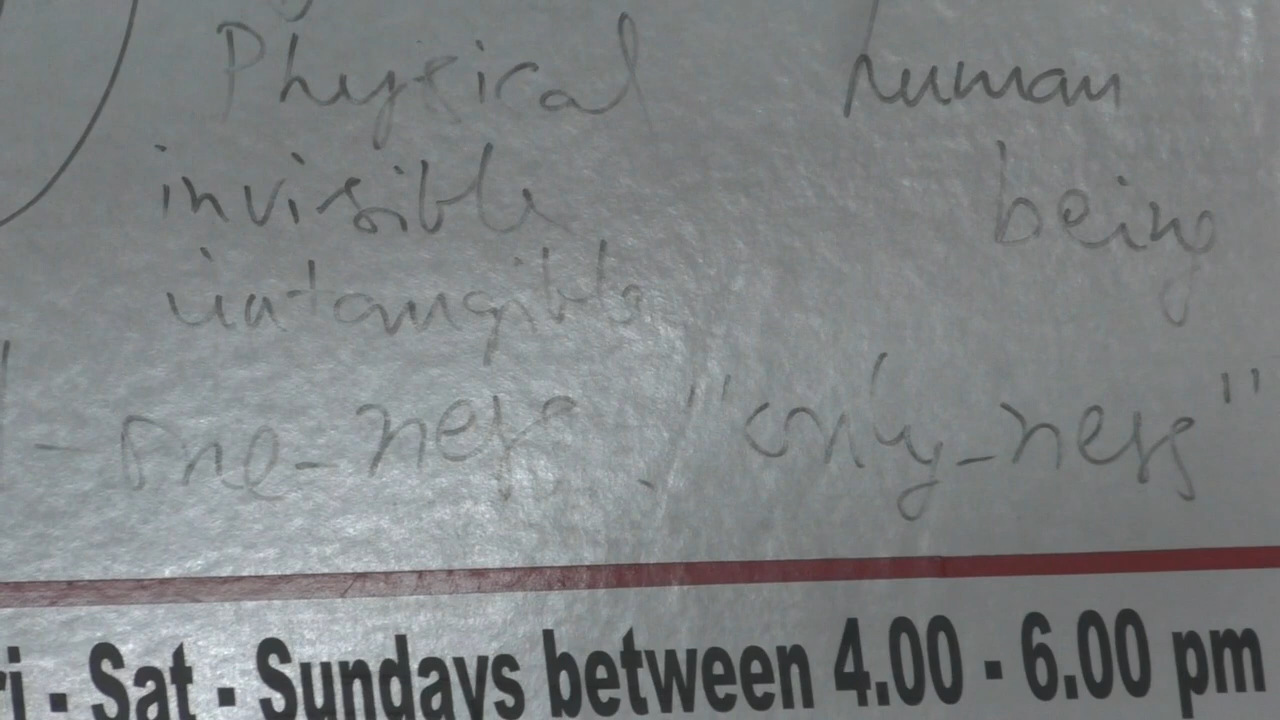 Physical human
invisible being
intangible
- one-ness. "only-ness"
ri - Sat - Sundays between 4.00 - 6.00 pm